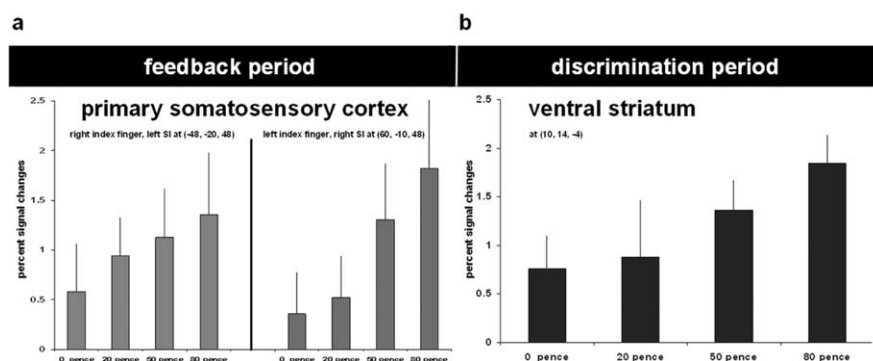 a
feedback period
primary somatosensory cortex
right index finger, left SI at (-48, -20, 48)
left index finger, right SI at (60, -10, 48)
percent signal changes
2.5
2
1.5
1
0.5
0
0 pence 20 pence 50 pence 80 pence
0 pence 20 pence 50 pence 80 pence
b
discrimination period
ventral striatum
at (10, 14, -4)
percent signal changes
2.5
2
1.5
1
0.5
0
0 pence 20 pence 50 pence 80 pence